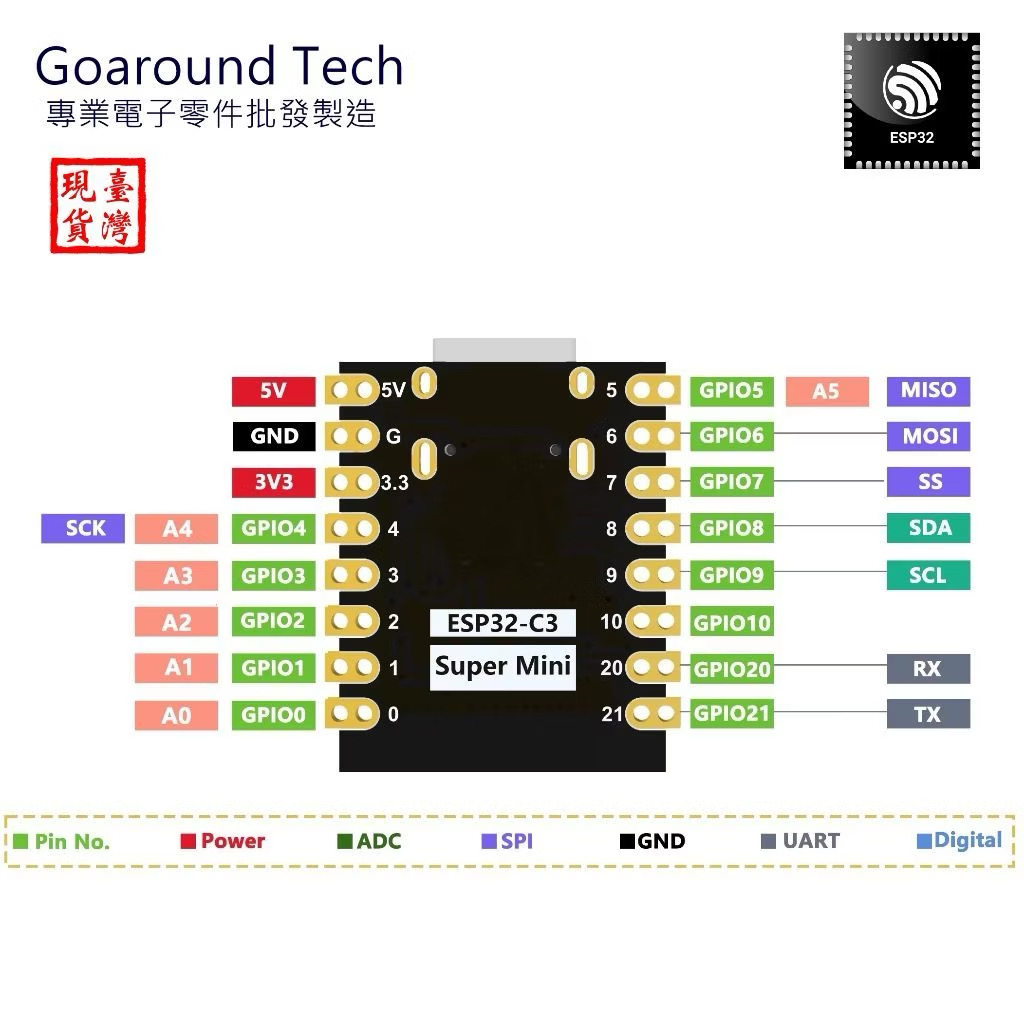 Goaround Tech
專業電子零件批發製造
ESP32
臺灣
現貨
5V 5V 5 GPIO5 A5 MISO
GND G 6 GPIO6 MOSI
3V3 3.3 7 GPIO7 SS
SCK A4 GPIO4 4 8 GPIO8 SDA
A3 GPIO3 3 9 GPIO9 SCL
A2 GPIO2 2 ESP32-C3 10 GPIO10
A1 GPIO1 1 Super Mini 20 GPIO20 RX
A0 GPIO0 0 21 GPIO21 TX
Pin No. Power ADC SPI GND UART Digital